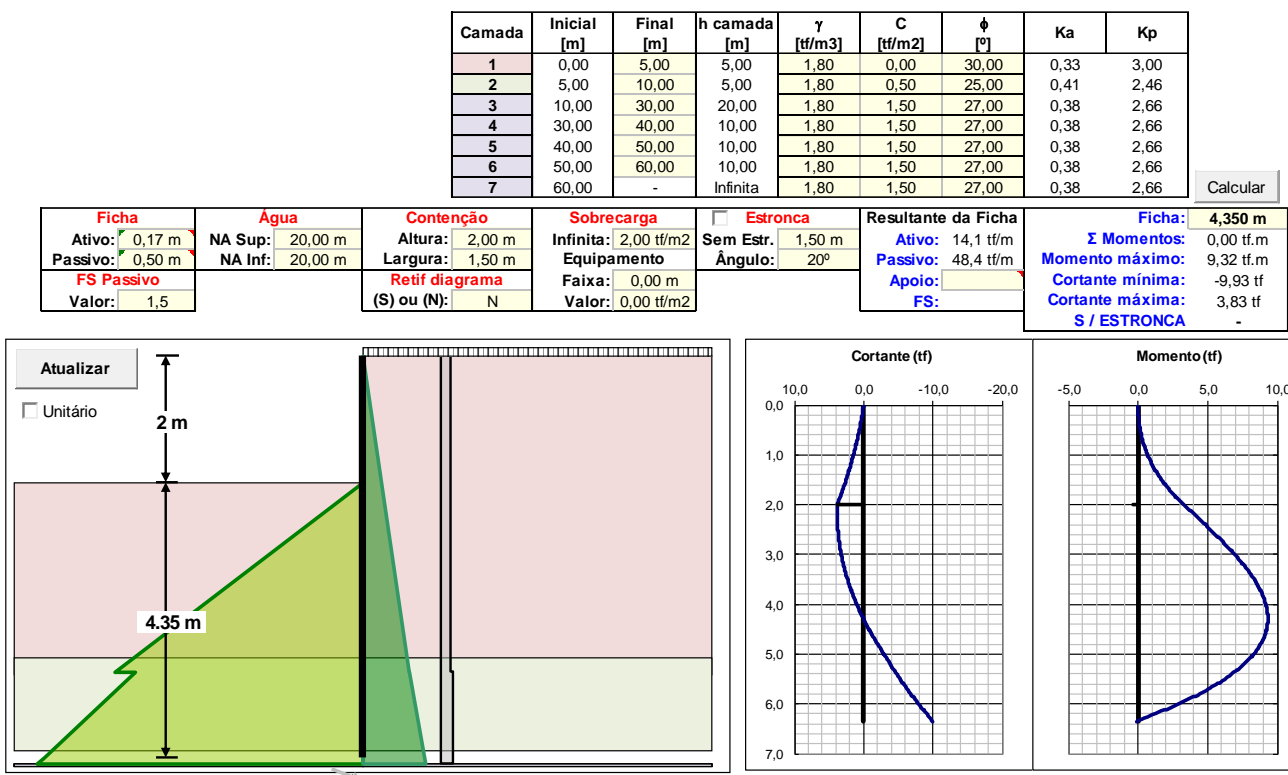 Camada Inicial [m] Final [m] h camada [m] γ [tf/m3] C [tf/m2] ϕ [º] Ka Kp
1 0,00 5,00 5,00 1,80 0,00 30,00 0,33 3,00
2 5,00 10,00 5,00 1,80 0,50 25,00 0,41 2,46
3 10,00 30,00 20,00 1,80 1,50 27,00 0,38 2,66
4 30,00 40,00 10,00 1,80 1,50 27,00 0,38 2,66
5 40,00 50,00 10,00 1,80 1,50 27,00 0,38 2,66
6 50,00 60,00 10,00 1,80 1,50 27,00 0,38 2,66
7 60,00 - Infinita 1,80 1,50 27,00 0,38 2,66
Calcular
Ficha Água Contenção Sobrecarga Estronca Resultante da Ficha Ficha: 4,350 m
Ativo: 0,17 m NA Sup: 20,00 m Altura: 2,00 m Infinita: 2,00 tf/m2 Sem Estr. 1,50 m Ativo: 14,1 tf/m Σ Momentos: 0,00 tf.m
Passivo: 0,50 m NA Inf: 20,00 m Largura: 1,50 m Equipamento Ângulo: 20º Passivo: 48,4 tf/m Momento máximo: 9,32 tf.m
FS Passivo Retif diagrama Faixa: 0,00 m Apoio: Cortante mínima: -9,93 tf
Valor: 1,5 (S) ou (N): N Valor: 0,00 tf/m2 FS: Cortante máxima: 3,83 tf
S / ESTRONCA -
Atualizar
Unitário
2 m
4.35 m
Cortante (tf)
10,0 0,0 -10,0 -20,0
0,0
1,0
2,0
3,0
4,0
5,0
6,0
7,0
Momento (tf)
-5,0 0,0 5,0 10,0